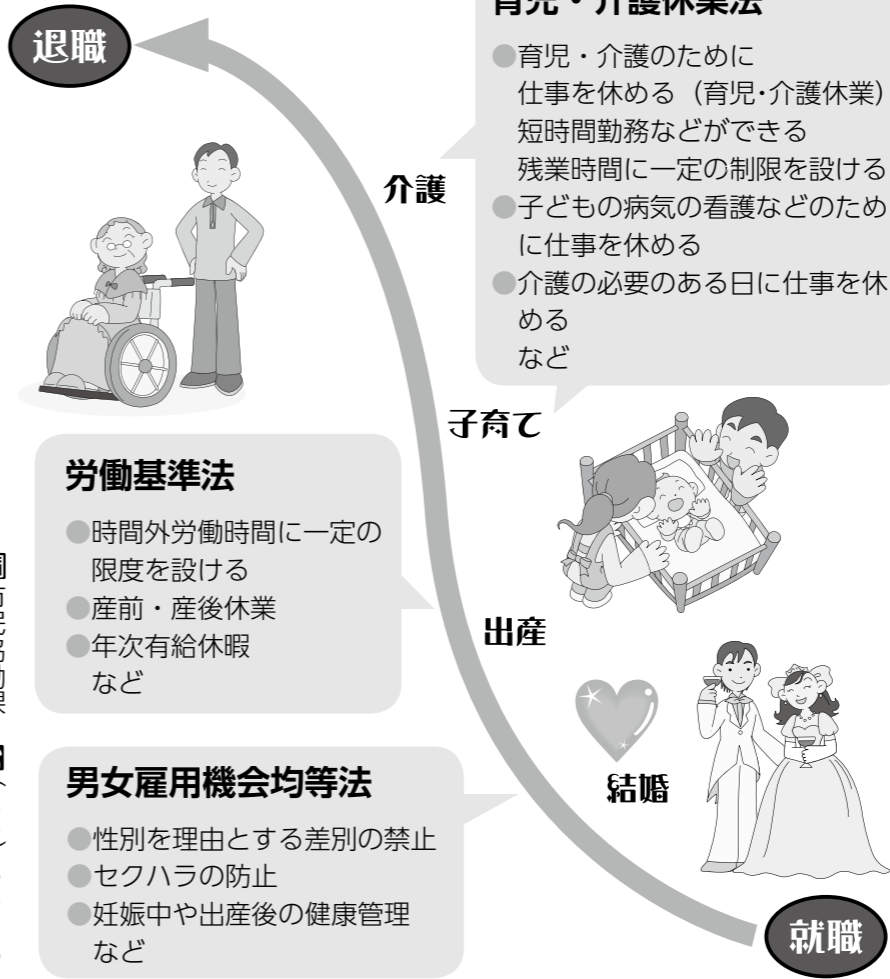 退職
育児・介護休業法
●育児・介護のために
仕事を休める（育児・介護休業）
短時間勤務などができる
残業時間に一定の制限を設ける
●子どもの病気の看護などのため
に仕事を休める
●介護の必要のある日に仕事を休
める
など
介護
子育て
労働基準法
●時間外労働時間に一定の
限度を設ける
●産前・産後休業
●年次有給休暇
など
出産
結婚
男女雇用機会均等法
●性別を理由とする差別の禁止
●セクハラの防止
●妊娠中や出産後の健康管理
など
就職